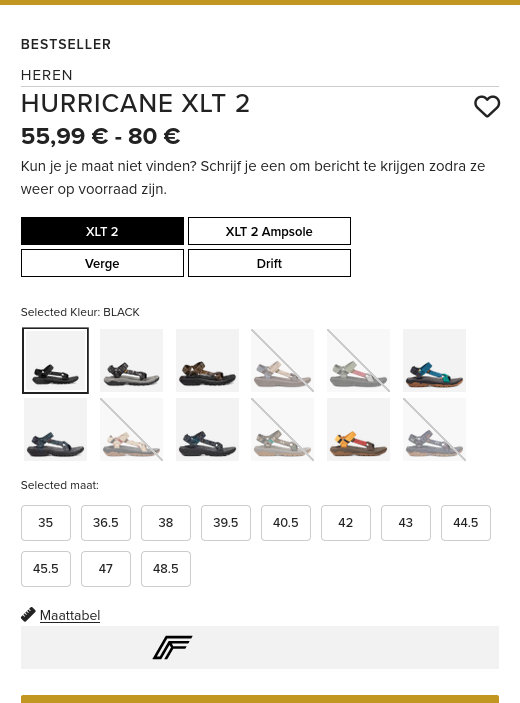 BESTSELLER
HEREN
HURRICANE XLT 2
55,99 € - 80 €
Kun je je maat niet vinden? Schrijf je een om bericht te krijgen zodra ze
weer op voorraad zijn.
XLT 2
XLT 2 Ampsole
Verge
Drift
Selected Kleur: BLACK
Selected maat:
35
36.5
38
39.5
40.5
42
43
44.5
45.5
47
48.5
Maattabel